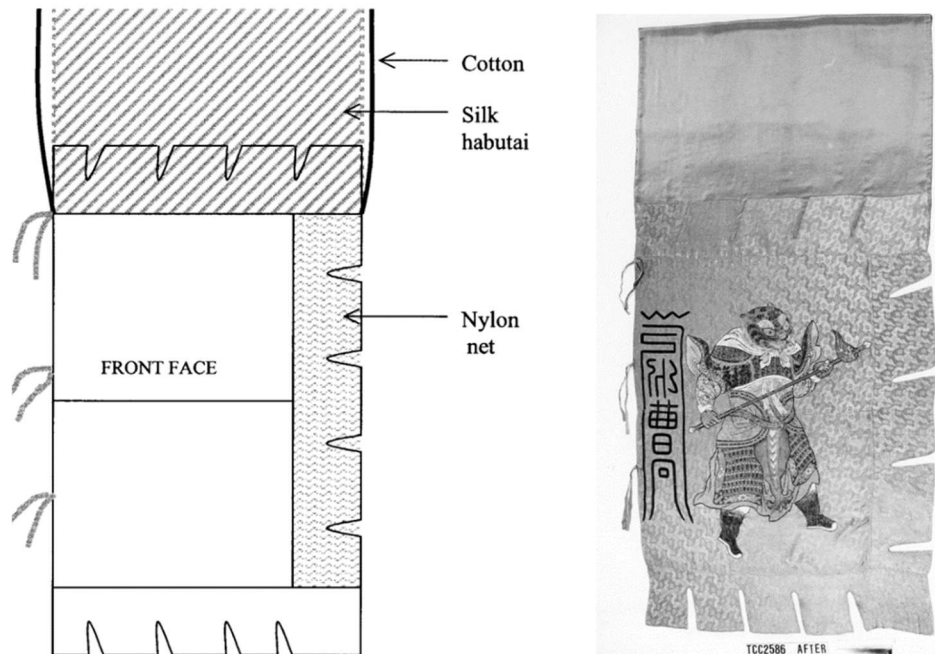 Cotton
Silk
habutai
Nylon
net
FRONT FACE
TCC2586 AFTER